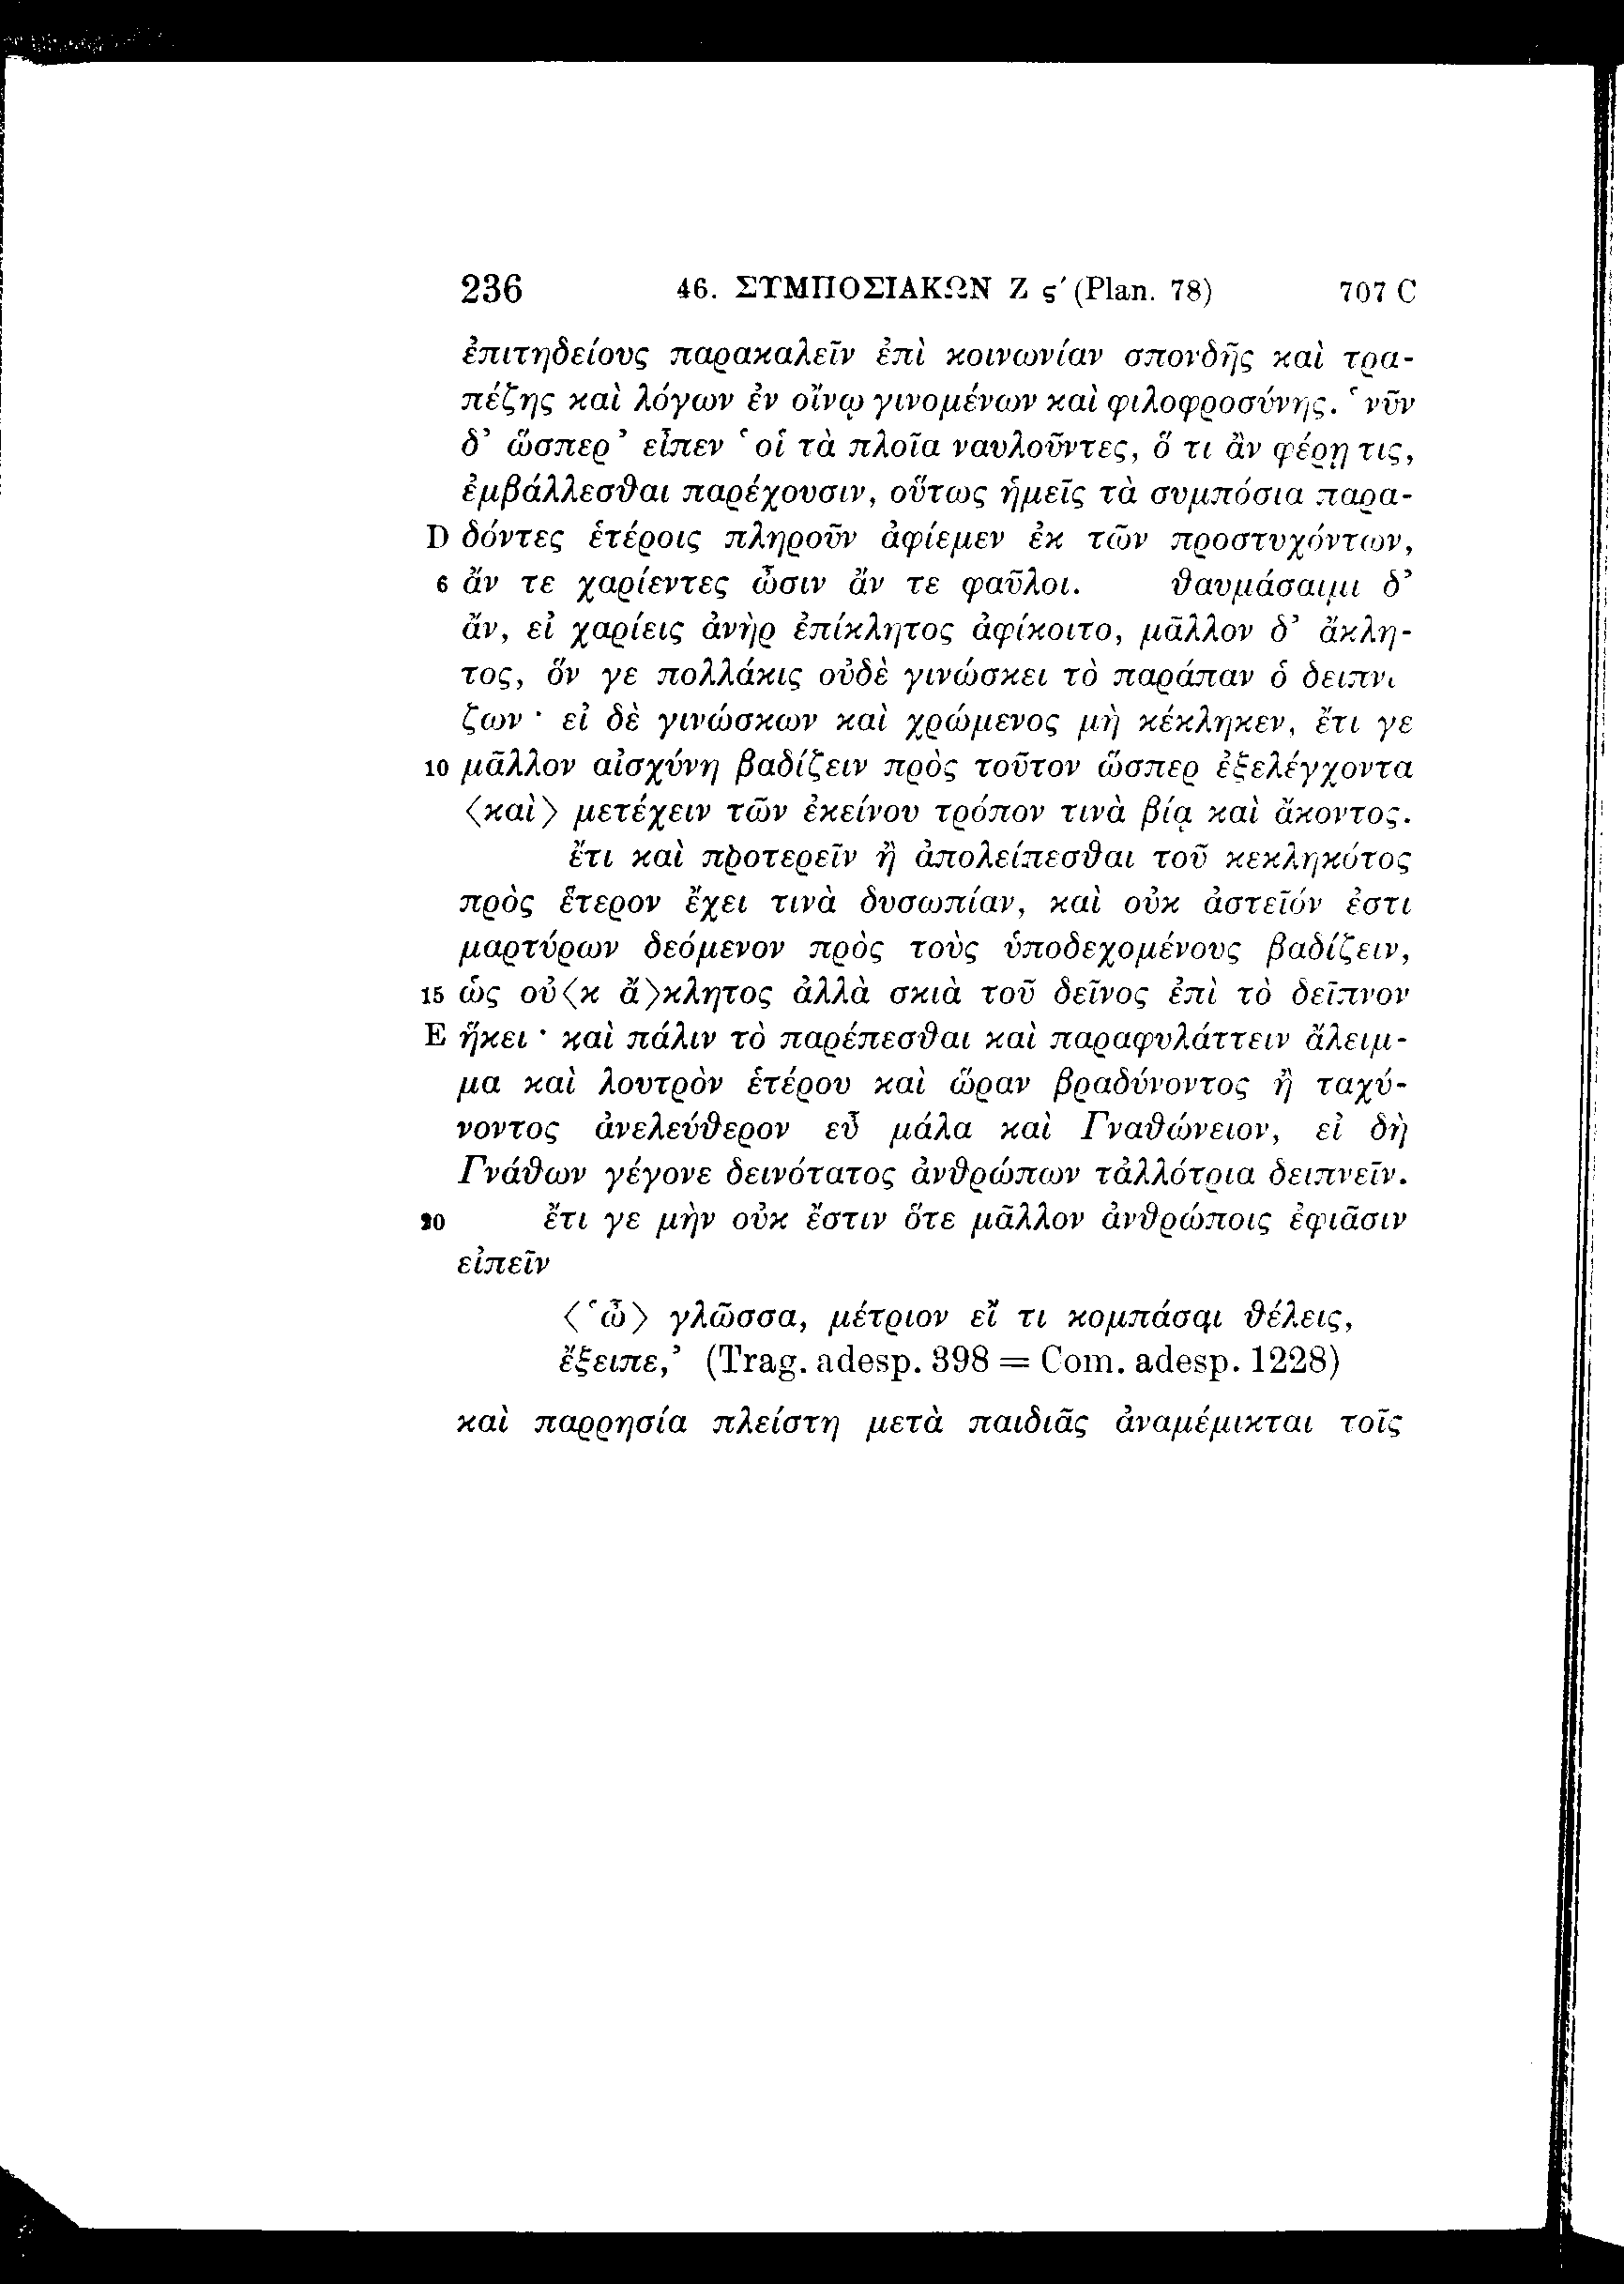 236 46. ΣΥΜΠΟΣΙΑΚΩΝ Ζ ς´ (Plan. 78) 707 C
ἐπιτηδείους παρακαλεῖν ἐπὶ κοινωνίαν σπονδῆς καὶ τρα-
πέζης καὶ λόγων ἐν οἴνῳ γινομένων καὶ φιλοφροσύνης. ‘νῦν
δ’ ὥσπερ’ εἶπεν ‘οἱ τὰ πλοῖα ναυλοῦντες, ὅ τι ἂν φέρῃ τις,
ἐμβάλλεσθαι παρέχουσιν, οὕτως ἡμεῖς τὰ συμπόσια παρα-
D δόντες ἑτέροις πληροῦν ἀφίεμεν ἐκ τῶν προστυχόντων,
6 ἄν τε χαρίεντες ὦσιν ἄν τε φαῦλοι. θαυμάσαιμι δ’
ἄν, εἰ χαρίεις ἀνὴρ ἐπίκλητος ἀφίκοιτο, μᾶλλον δ’ ἄκλη-
τος, ὅν γε πολλάκις οὐδὲ γινώσκει τὸ παράπαν ὁ δειπνι
ζων· εἰ δὲ γινώσκων καὶ χρώμενος μὴ κέκληκεν, ἔτι γε
10 μᾶλλον αἰσχύνη βαδίζειν πρὸς τοῦτον ὥσπερ ἐξελέγχοντα
〈καὶ〉 μετέχειν τῶν ἐκείνου τρόπον τινὰ βίᾳ καὶ ἄκοντος.
ἔτι καὶ προτερεῖν ἢ ἀπολείπεσθαι τοῦ κεκληκότος
πρὸς ἕτερον ἔχει τινὰ δυσωπίαν, καὶ οὐκ ἀστεῖόν ἐστι
μαρτύρων δεόμενον πρὸς τοὺς ὑποδεχομένους βαδίζειν,
15 ὡς οὐ〈κ ἄ〉κλητος ἀλλὰ σκιὰ τοῦ δεῖνος ἐπὶ τὸ δεῖπνον
E ἥκει· καὶ πάλιν τὸ παρέπεσθαι καὶ παραφυλάττειν ἄλειμ-
μα καὶ λουτρὸν ἑτέρου καὶ ὥραν βραδύνοντος ἢ ταχύ-
νοντος ἀνελεύθερον εὖ μάλα καὶ Γναθώνειον, εἰ δὴ
Γνάθων γέγονε δεινότατος ἀνθρώπων τἀλλότρια δειπνεῖν.
20 ἔτι γε μὴν οὐκ ἔστιν ὅτε μᾶλλον ἀνθρώποις ἐφιᾶσιν
εἰπεῖν
〈‘ὦ〉 γλῶσσα, μέτριον εἴ τι κομπάσαι θέλεις,
ἔξειπε,’ (Trag. adesp. 398 = Com. adesp. 1228)
καὶ παρρησία πλείστη μετὰ παιδιᾶς ἀναμέμικται τοῖς